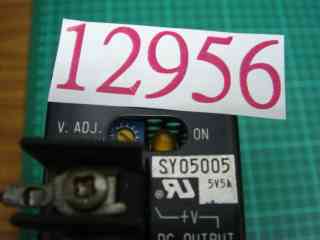 12956
V. ADJ. ON
SY05005
5V5A
+V
DC OUTPUT